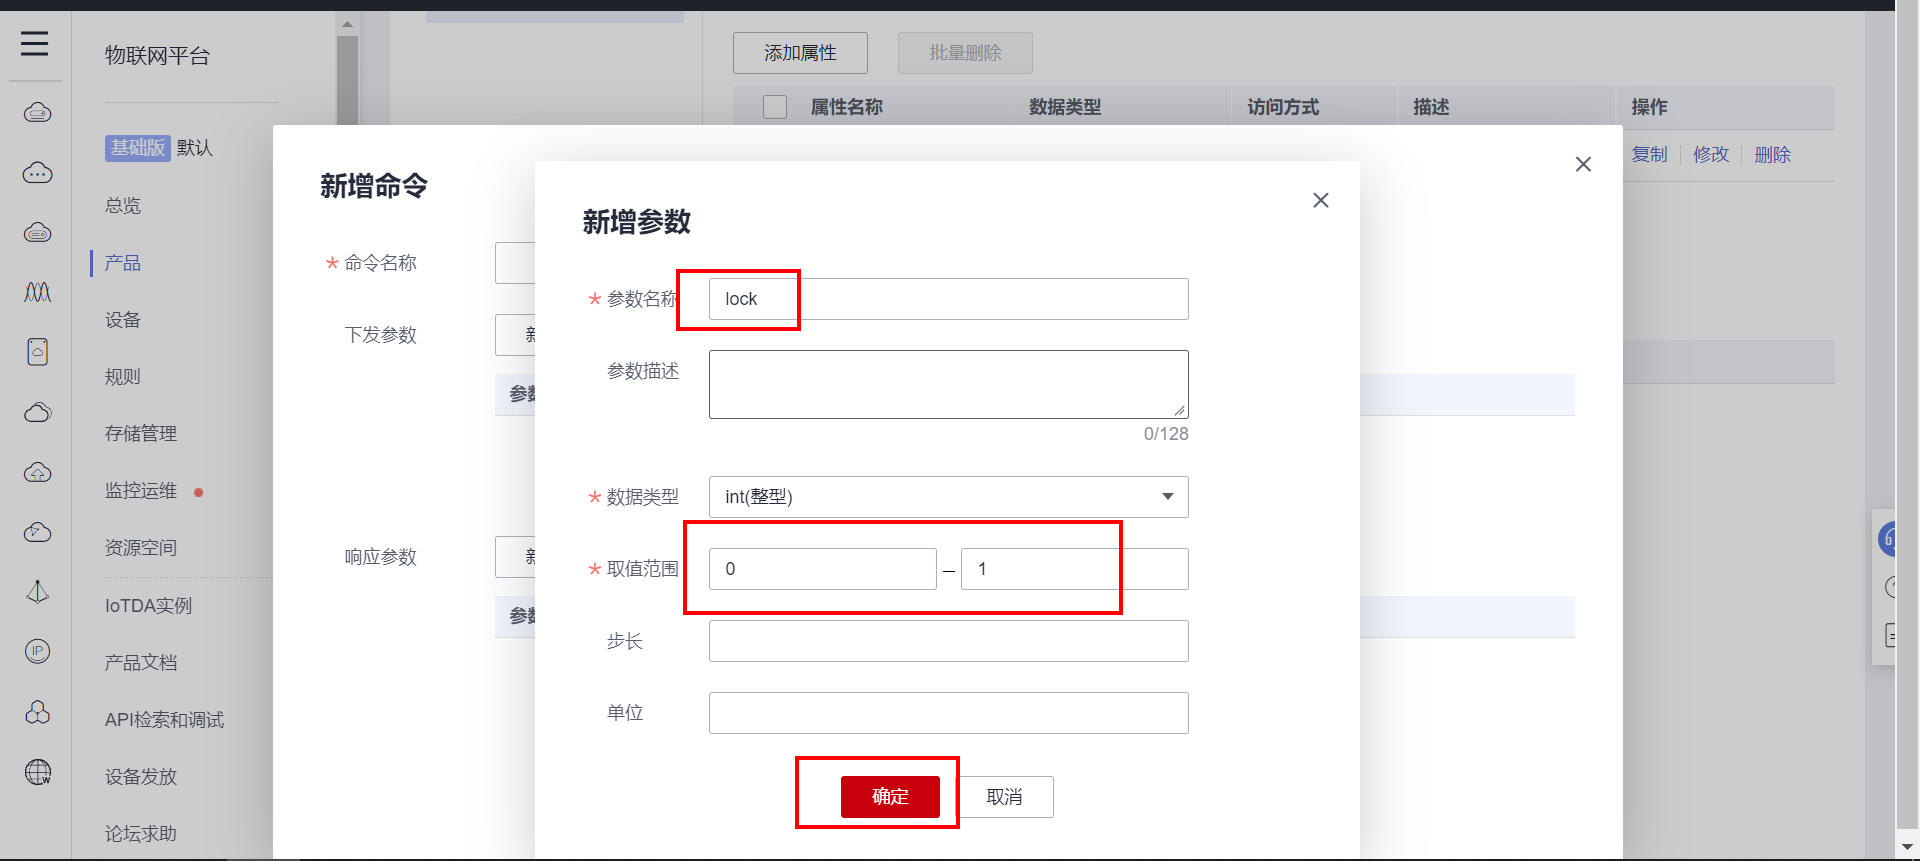 物联网平台
基础版 默认
总览
产品
设备
规则
存储管理
监控运维
资源空间
IoTDA实例
产品文档
API检索和调试
设备发放
论坛求助
添加属性 批量删除
属性名称 数据类型 访问方式 描述 操作
复制 修改 删除
新增命令
* 命令名称
下发参数
响应参数
新增参数
* 参数名称 lock
参数描述
0/128
* 数据类型 int(整型)
* 取值范围 0 – 1
步长
单位
确定 取消
IP
W